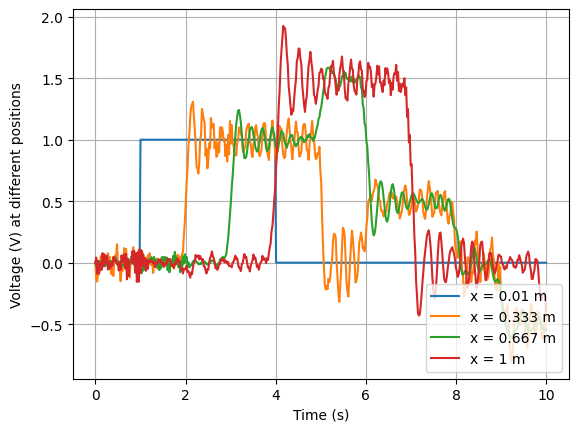 Voltage (V) at different positions
2.0
1.5
1.0
0.5
0.0
−0.5
x = 0.01 m
x = 0.333 m
x = 0.667 m
x = 1 m
0 2 4 6 8 10
Time (s)